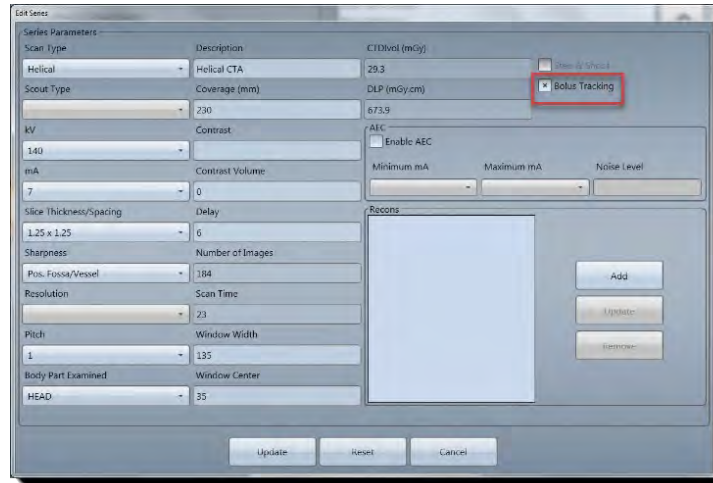 Edit Series
Series Parameters
Scan Type
Helical
Scout Type
kV
140
mA
7
Slice Thickness/Spacing
1.25 x 1.25
Sharpness
Pos. Fossa/Vessel
Resolution
Pitch
1
Body Part Examined
HEAD
Description
Helical CTA
Coverage (mm)
230
Contrast
Contrast Volume
0
Delay
6
Number of Images
184
Scan Time
23
Window Width
135
Window Center
35
CTDIvol (mGy)
29.3
DLP (mGy.cm)
673.9
Bolus Tracking
AEC
Enable AEC
Minimum mA
Maximum mA
Noise Level
Recons
Add
Update
Remove
Update
Reset
Cancel